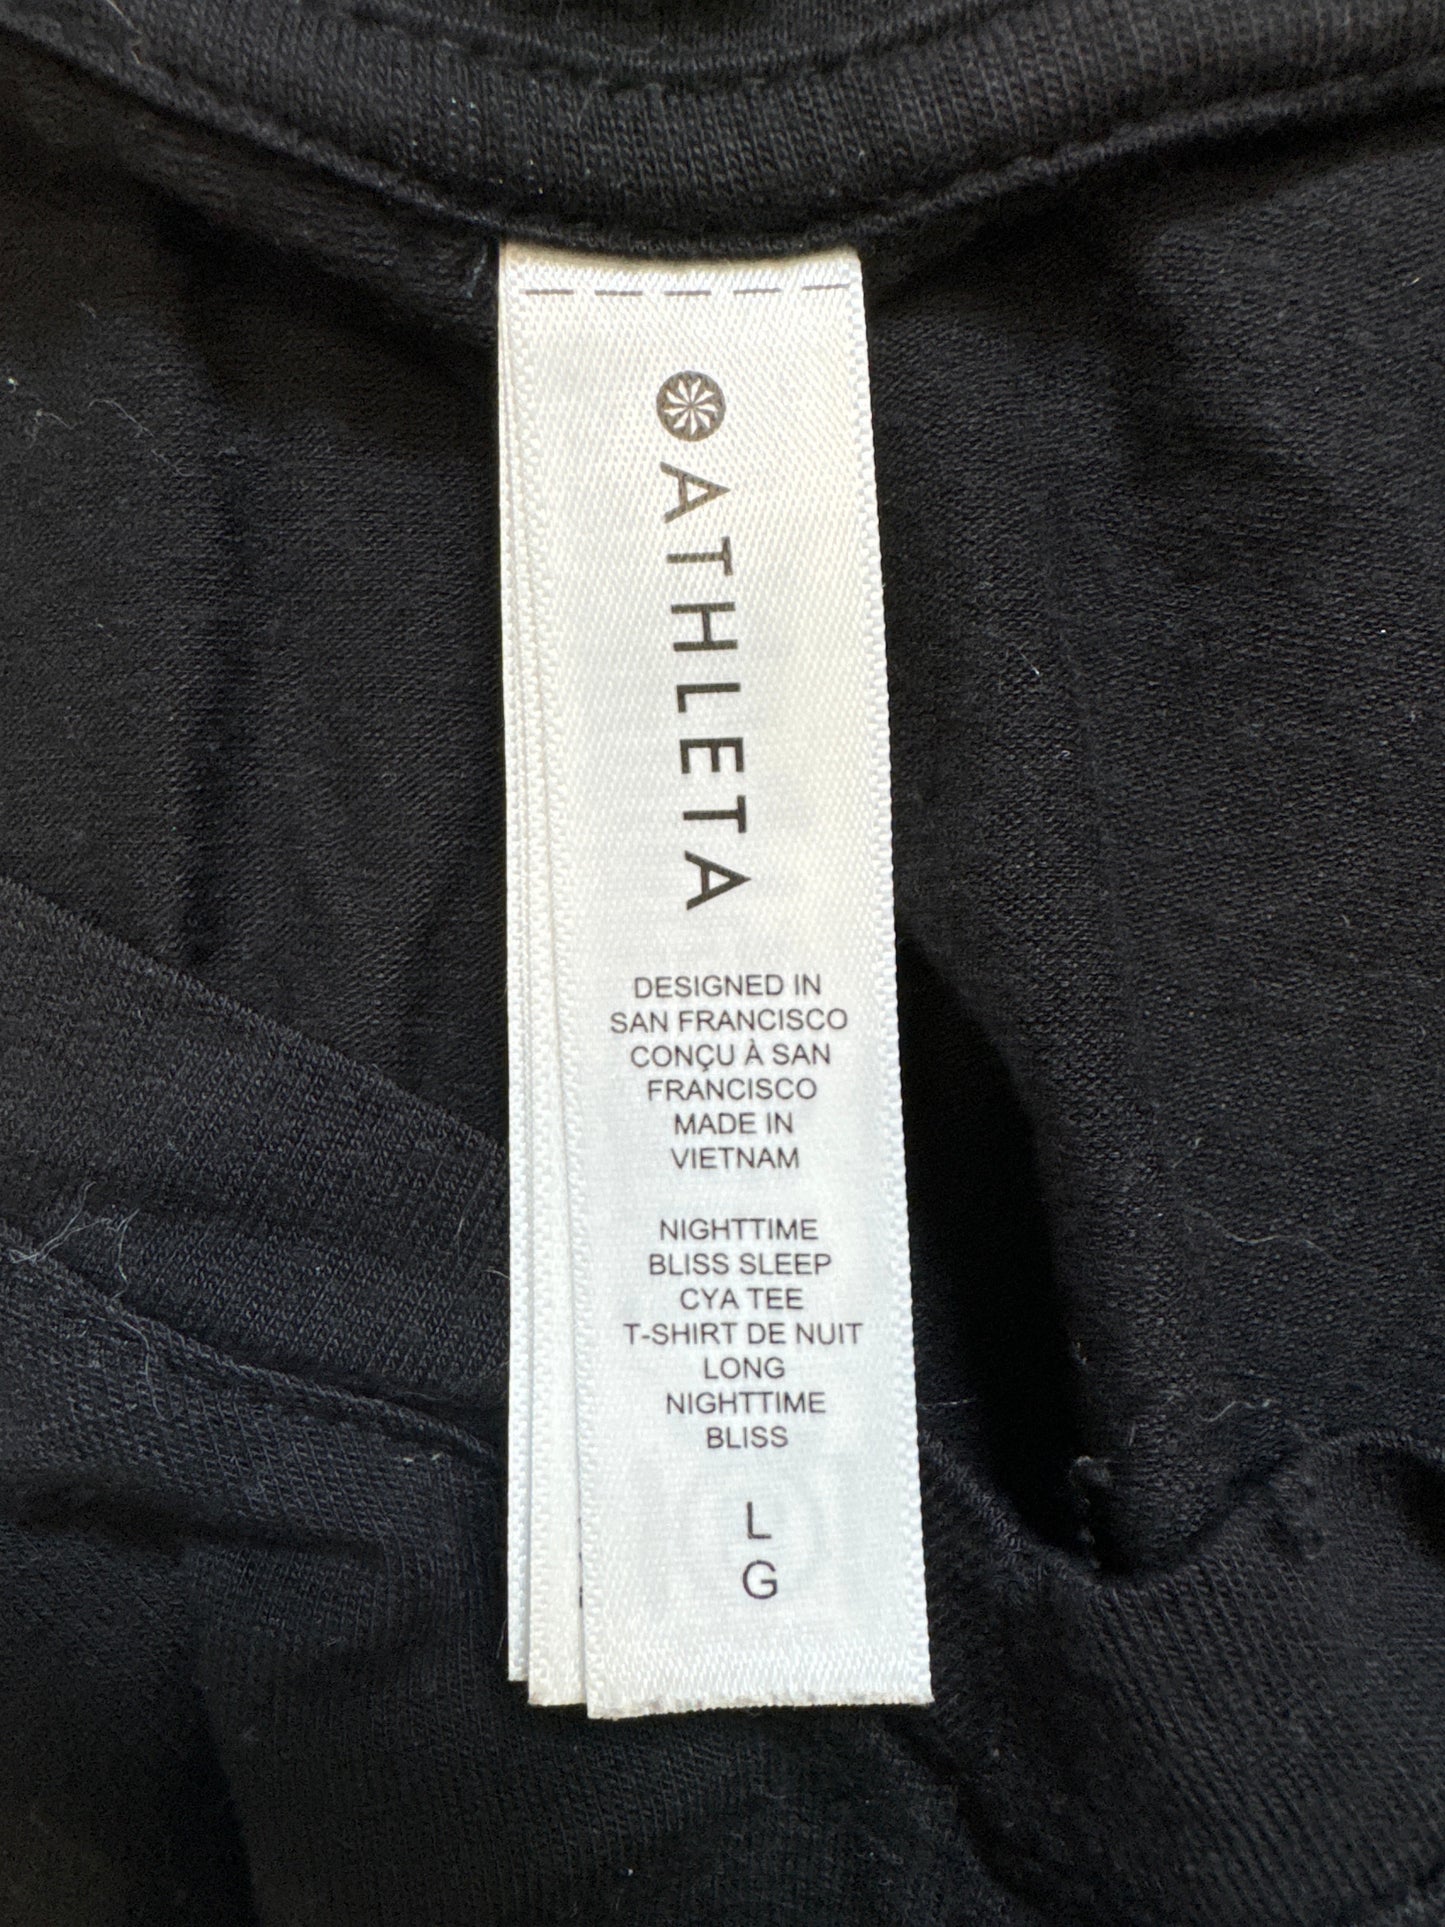 ATHLETA
DESIGNED IN
SAN FRANCISCO
CONÇU À SAN
FRANCISCO
MADE IN
VIETNAM
NIGHTTIME
BLISS SLEEP
CYA TEE
T-SHIRT DE NUIT
LONG
NIGHTTIME
BLISS
L
G